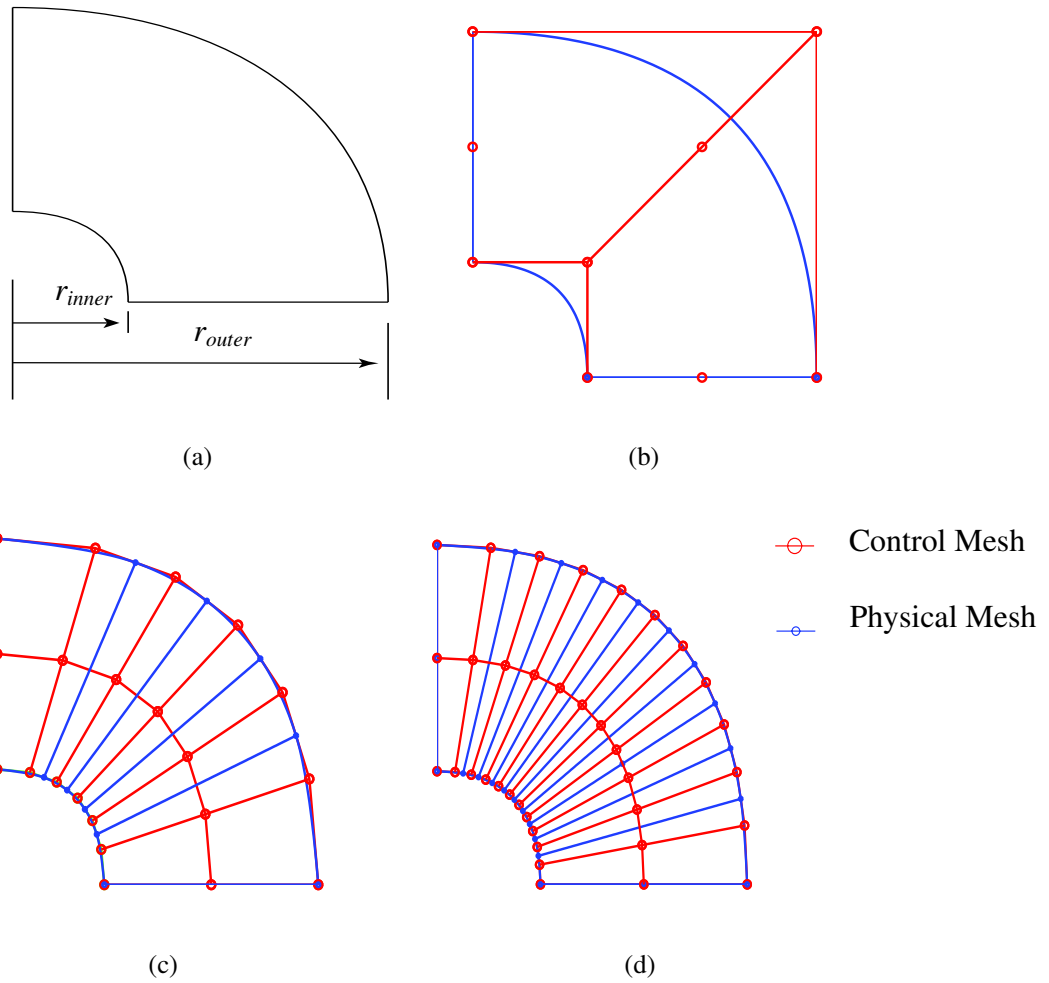 r_inner
r_outer
(a)
(b)
Control Mesh
Physical Mesh
(c)
(d)